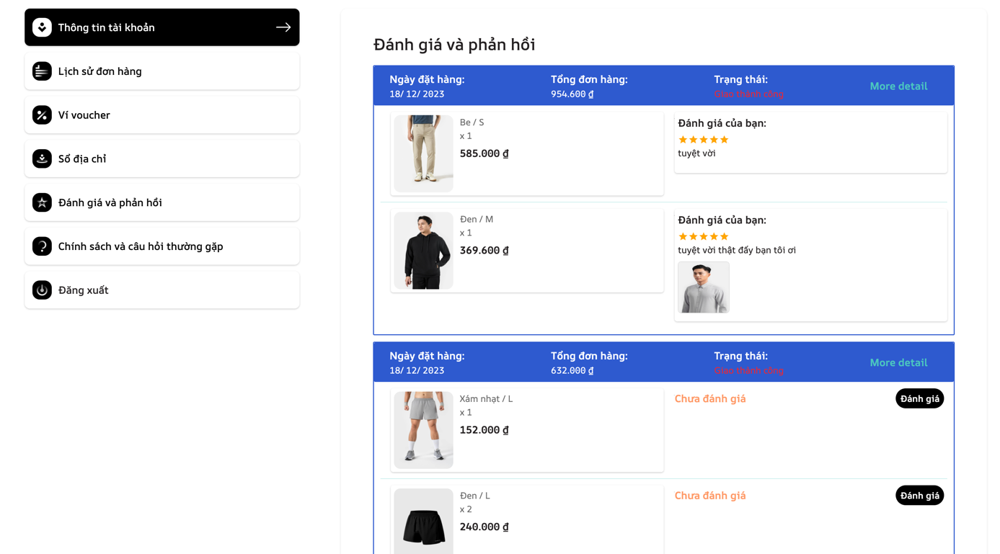 Thông tin tài khoản
Lịch sử đơn hàng
Ví voucher
Sổ địa chỉ
Đánh giá và phản hồi
Chính sách và câu hỏi thường gặp
Đăng xuất
Đánh giá và phản hồi
Ngày đặt hàng: Tổng đơn hàng: Trạng thái:
18/ 12/ 2023 954.600 ₫ Giao thành công
More detail
Be / S
x 1
585.000 ₫
Đánh giá của bạn:
tuyệt vời
Đen / M
x 1
369.600 ₫
Đánh giá của bạn:
tuyệt vời thật đấy bạn tôi ơi
Ngày đặt hàng: Tổng đơn hàng: Trạng thái:
18/ 12/ 2023 632.000 ₫ Giao thành công
More detail
Xám nhạt / L
x 1
152.000 ₫
Chưa đánh giá Đánh giá
Đen / L
x 2
240.000 ₫
Chưa đánh giá Đánh giá